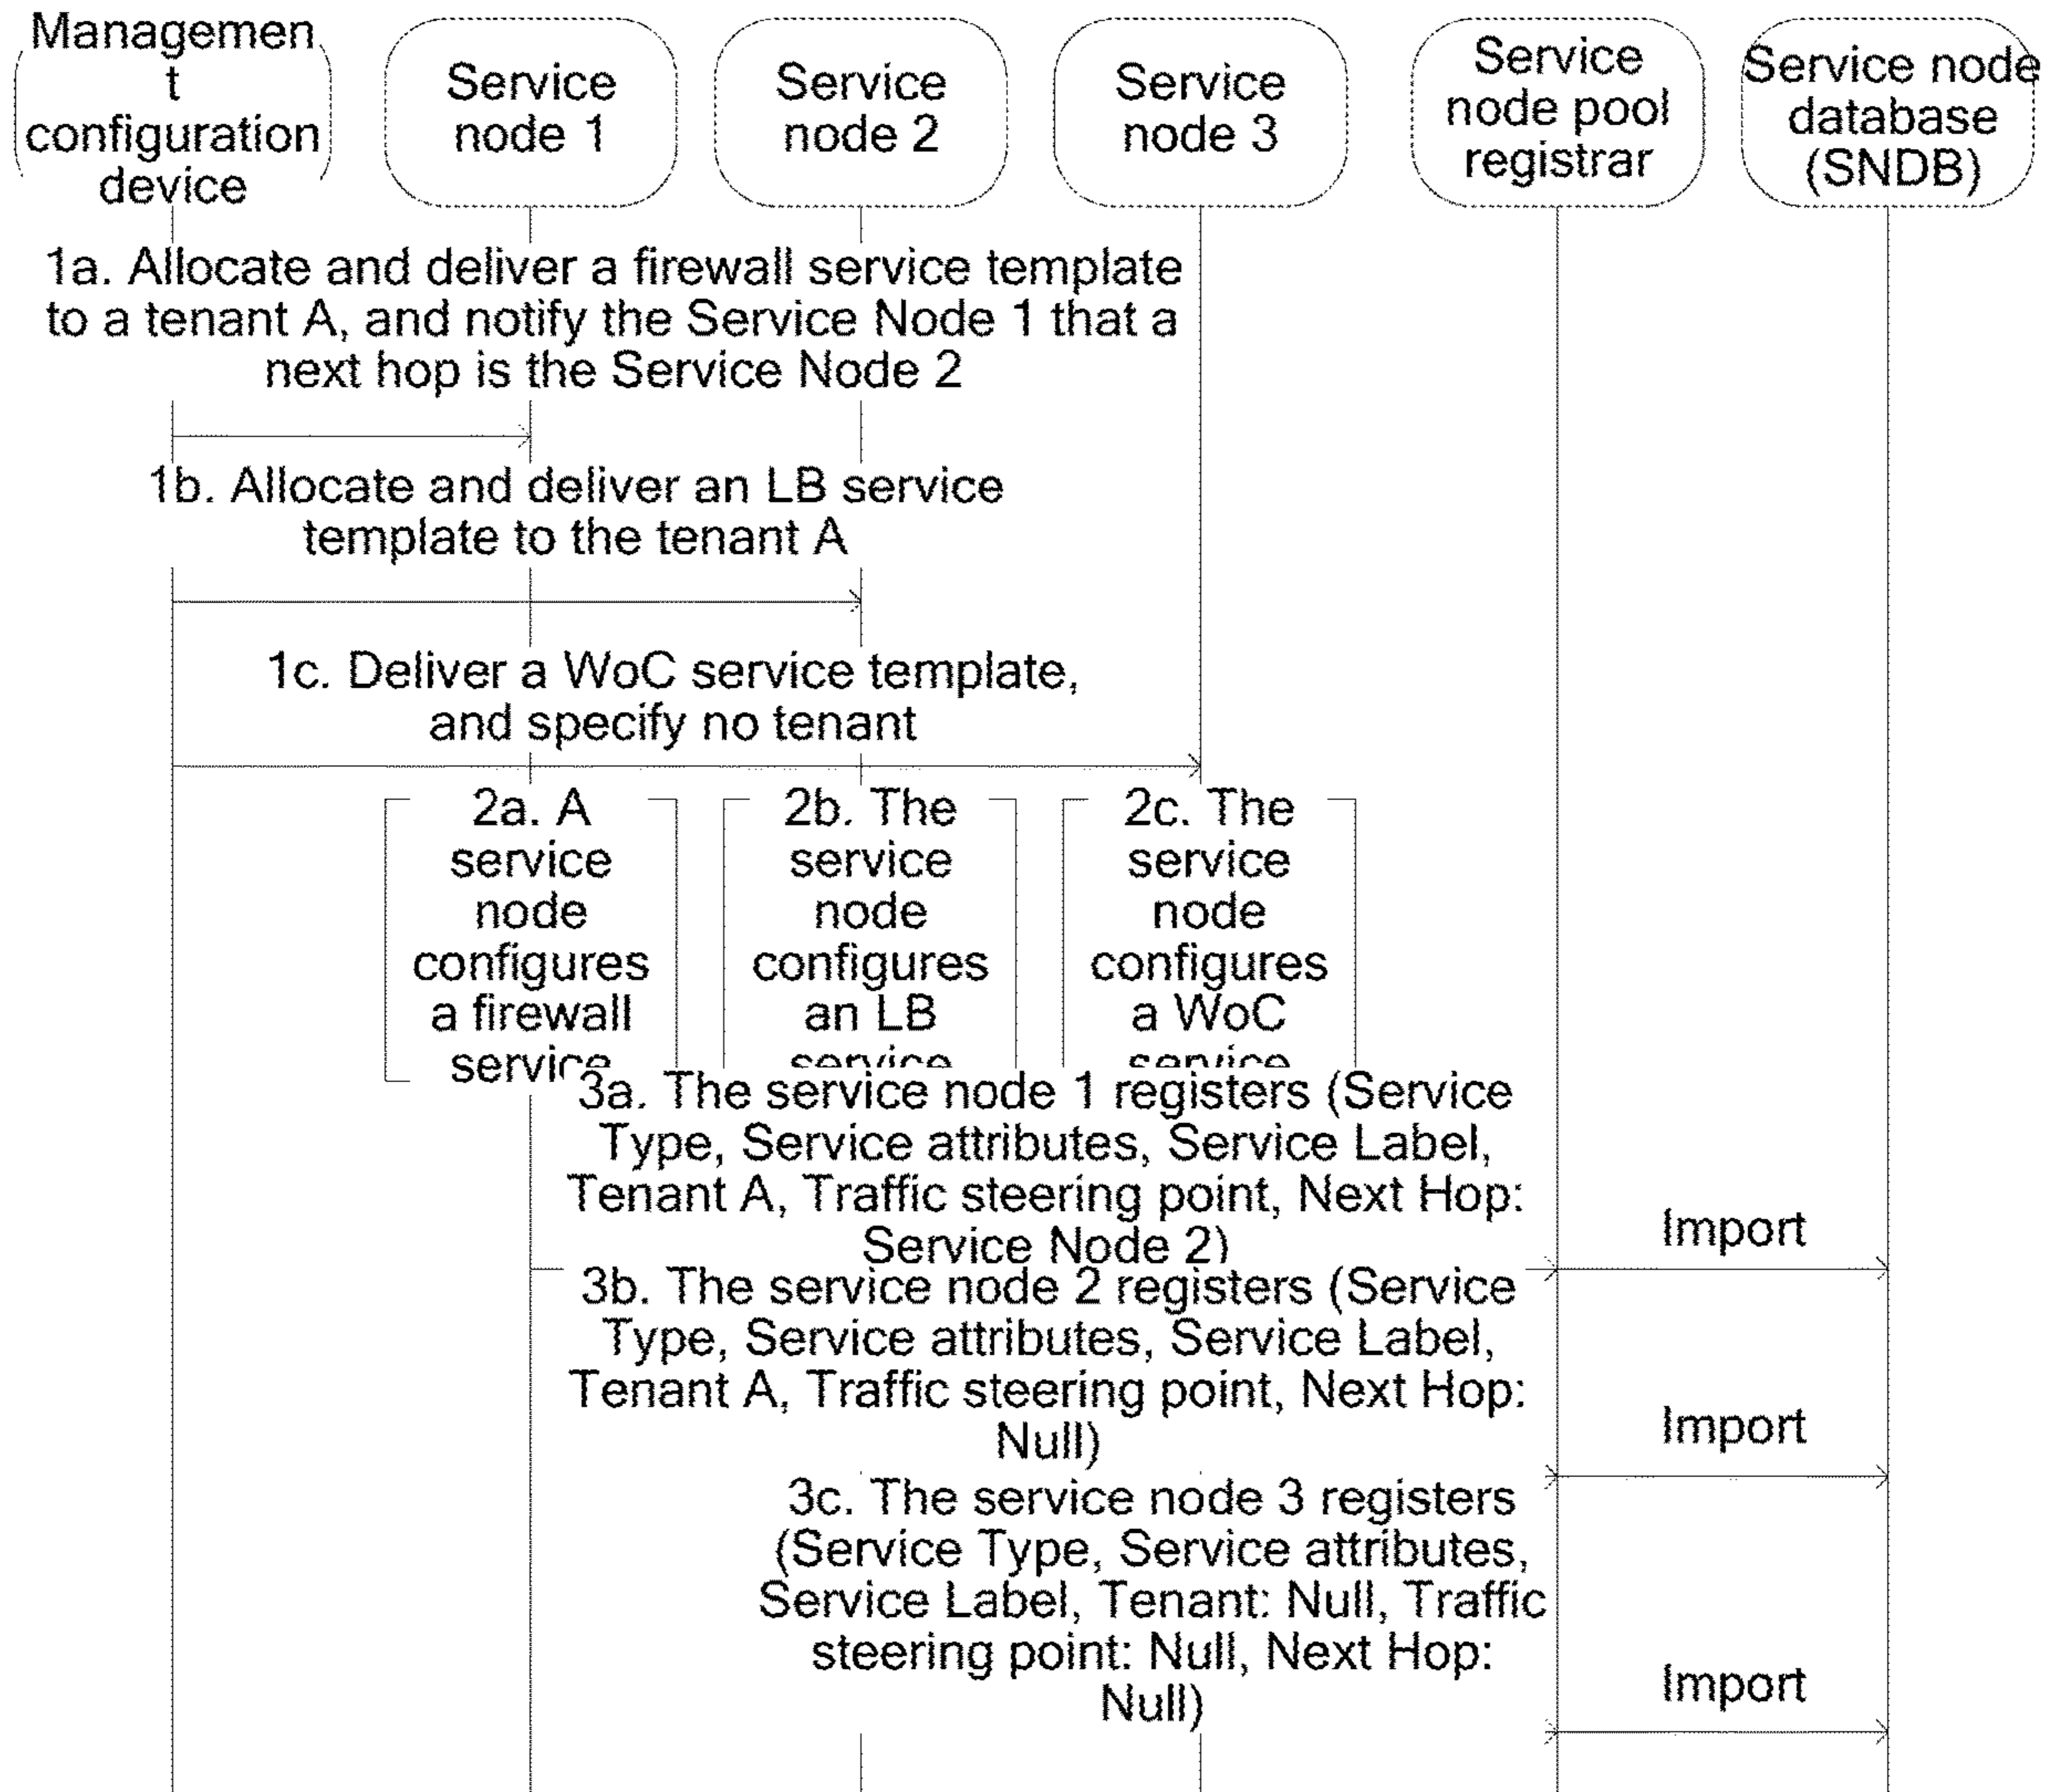 Managemen
t
configuration
device
Service
node 1
Service
node 2
Service
node 3
Service
node pool
registrar
Service node
database
(SNDB)
1a. Allocate and deliver a firewall service template
to a tenant A, and notify the Service Node 1 that a
next hop is the Service Node 2
1b. Allocate and deliver an LB service
template to the tenant A
1c. Deliver a WoC service template,
and specify no tenant
2a. A
service
node
configures
a firewall
service
2b. The
service
node
configures
an LB
service
2c. The
service
node
configures
a WoC
service
3a. The service node 1 registers (Service
Type, Service attributes, Service Label,
Tenant A, Traffic steering point, Next Hop:
Service Node 2)
Import
3b. The service node 2 registers (Service
Type, Service attributes, Service Label,
Tenant A, Traffic steering point, Next Hop:
Null)
Import
3c. The service node 3 registers
(Service Type, Service attributes,
Service Label, Tenant: Null, Traffic
steering point: Null, Next Hop:
Null)
Import